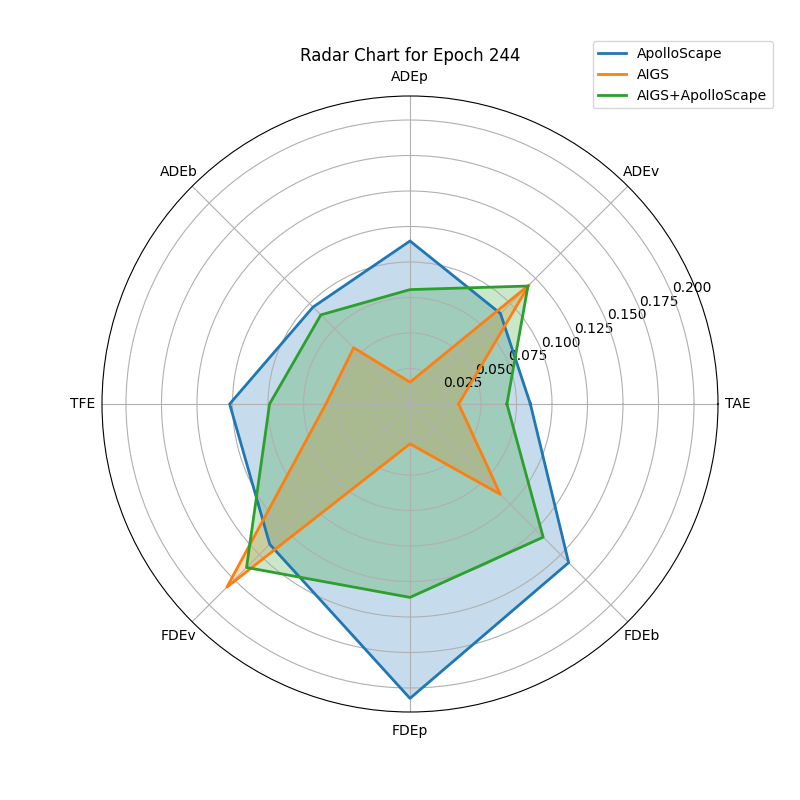 Radar Chart for Epoch 244
ApolloScape
AIGS
AIGS+ApolloScape
ADEp
ADEb
ADEv
0.200
0.175
0.150
0.125
0.100
0.075
0.050
0.025
TFE
TAE
FDEv
FDEb
FDEp